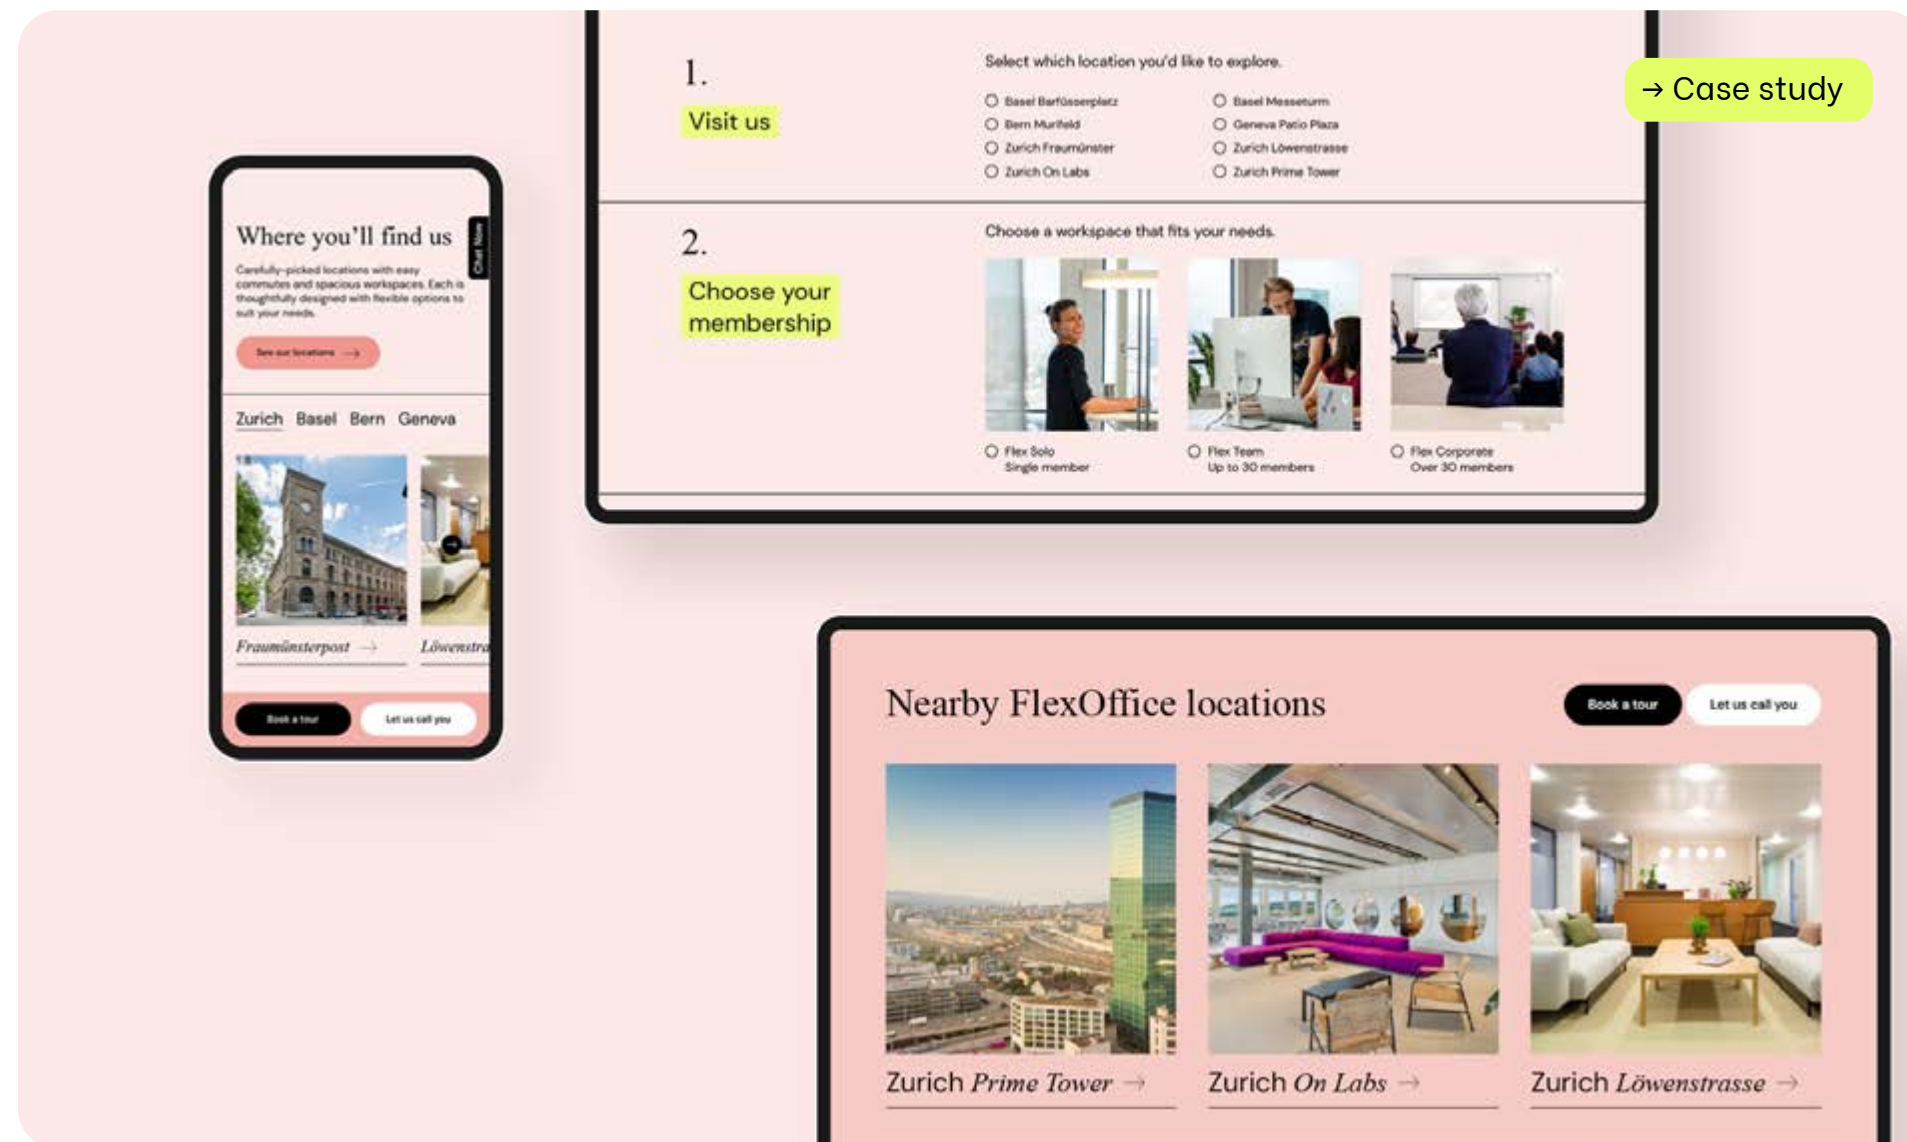 → Case study
1.
Visit us
Select which location you'd like to explore.
Basel Barfüsserplatz
Basel Messeturm
Bern Murifeld
Geneva Patio Plaza
Zurich Fraumünster
Zurich Löwenstrasse
Zurich On Labs
Zurich Prime Tower
2.
Choose your
membership
Choose a workspace that fits your needs.
Flex Solo
Single member
Flex Team
Up to 30 members
Flex Corporate
Over 30 members
Where you'll find us
Chat Now
Carefully-picked locations with easy
commutes and spacious workspaces. Each is
thoughtfully designed with flexible options to
suit your needs.
See our locations →
Zurich Basel Bern Geneva
Fraumünsterpost →
Löwenstra
Book a tour
Let us call you
Nearby FlexOffice locations
Book a tour
Let us call you
Zurich Prime Tower →
Zurich On Labs →
Zurich Löwenstrasse →